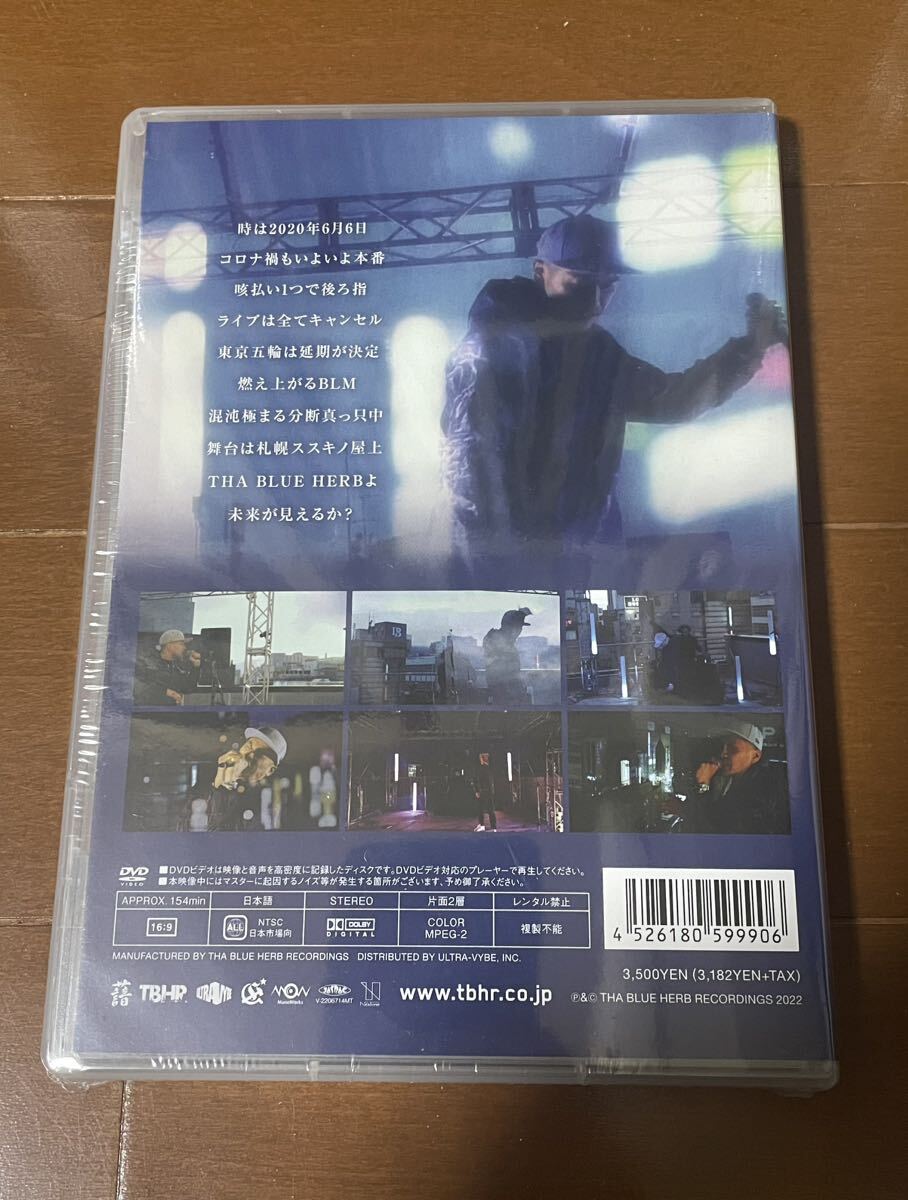 時は2020年6月6日
コロナ禍もいよいよ本番
咳払い1つで後ろ指
ライブは全てキャンセル
東京五輪は延期が決定
燃え上がるBLM
混沌極まる分断真っ只中
舞台は札幌ススキノ屋上
THA BLUE HERBよ
未来が見えるか?
DVD VIDEO
■DVDビデオは映像と音声を高密度に記録したディスクです。DVDビデオ対応のプレーヤーで再生してください。
■本映像中にはマスターに起因するノイズ等が発生する箇所がございます、予め御了承ください。
APPROX. 154min 日本語 STEREO 片面2層 レンタル禁止
16:9 ALL NTSC 日本市場向 DOLBY DIGITAL COLOR MPEG-2 複製不能
4 526180 599906
MANUFACTURED BY THA BLUE HERB RECORDINGS DISTRIBUTED BY ULTRA-VYBE, INC.
3,500YEN (3,182YEN+TAX)
TBHR ULTRA-VYBE V-2206714MT www.tbhr.co.jp ℗&© THA BLUE HERB RECORDINGS 2022